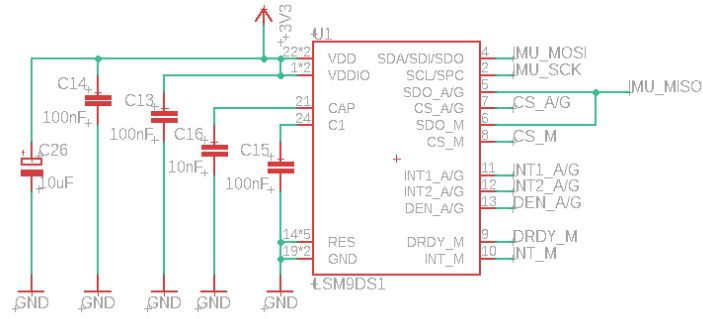 +3V3
U1
22*2 VDD SDA/SDI/SDO 4 IMU_MOSI
1*2 VDDIO SCL/SPC 2 IMU_SCK
SDO_A/G 5 IMU_MISO
21 CAP CS_A/G 7 CS_A/G
24 C1 SDO_M 6
CS_M 8 CS_M
INT1_A/G 11 INT1_A/G
INT2_A/G 12 INT2_A/G
DEN_A/G 13 DEN_A/G
14*5 RES DRDY_M 9 DRDY_M
19*2 GND INT_M 10 INT_M
LSM9DS1
C14
100nF
C13
100nF
C16
10nF
C15
100nF
C26
10uF
GND GND GND GND GND